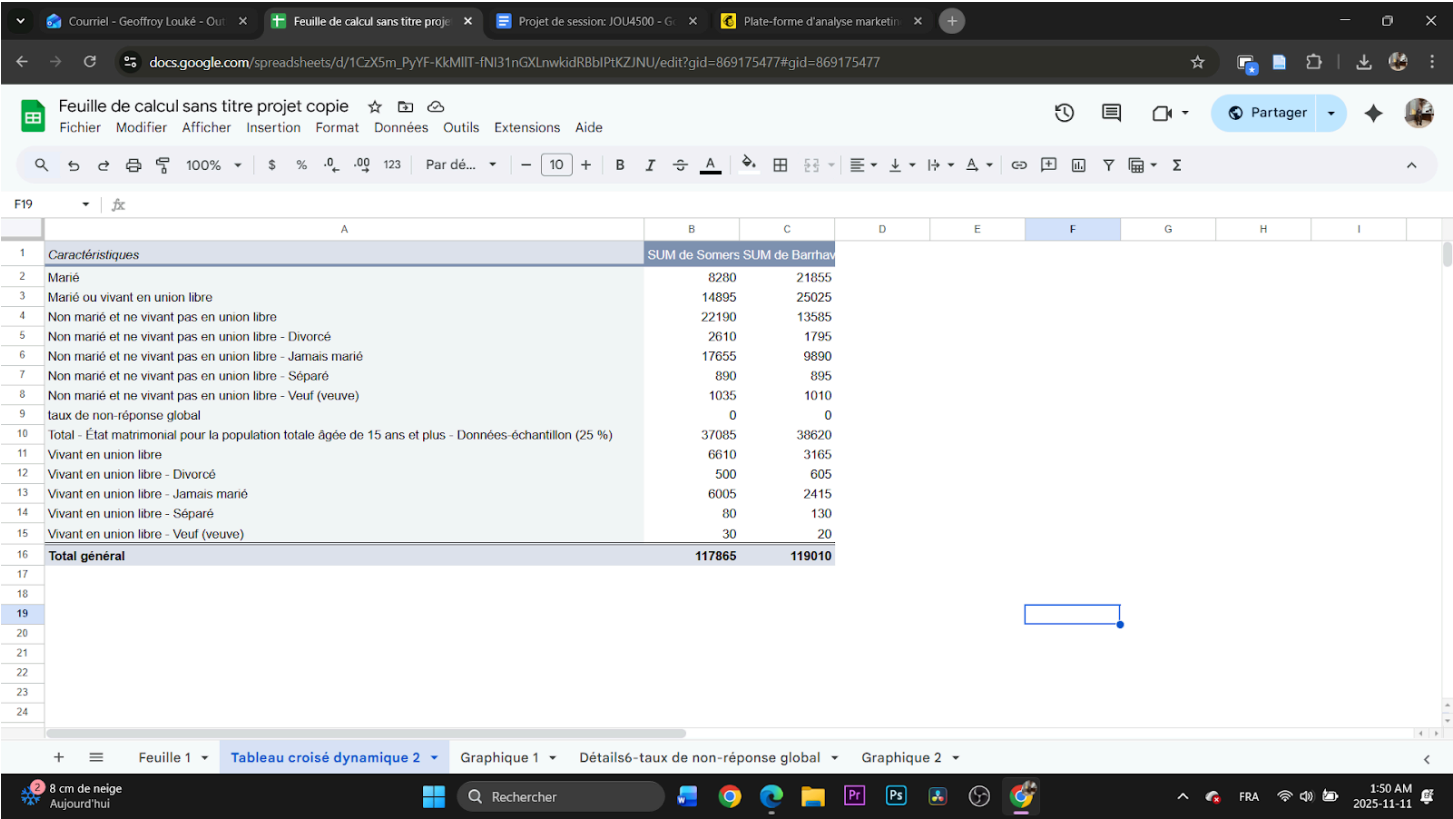 Courriel - Geoffroy Louké - Out
Feuille de calcul sans titre proje
Projet de session: JOU4500 - G
Plate-forme d'analyse marketin
docs.google.com/spreadsheets/d/1CzX5m_PyYF-KkMllT-fNl31nGXLnwkidRBbIPtKZJNU/edit?gid=869175477#gid=869175477
Feuille de calcul sans titre projet copie
Fichier Modifier Afficher Insertion Format Données Outils Extensions Aide
Partager
100% $ % .0 .00 123 Par dé... − 10 + B I A Σ
F19 fx
A B C D E F G H I
1 Caractéristiques SUM de Somers SUM de Barrhav
2 Marié 8280 21855
3 Marié ou vivant en union libre 14895 25025
4 Non marié et ne vivant pas en union libre 22190 13585
5 Non marié et ne vivant pas en union libre - Divorcé 2610 1795
6 Non marié et ne vivant pas en union libre - Jamais marié 17655 9890
7 Non marié et ne vivant pas en union libre - Séparé 890 895
8 Non marié et ne vivant pas en union libre - Veuf (veuve) 1035 1010
9 taux de non-réponse global 0 0
10 Total - État matrimonial pour la population totale âgée de 15 ans et plus - Données-échantillon (25 %) 37085 38620
11 Vivant en union libre 6610 3165
12 Vivant en union libre - Divorcé 500 605
13 Vivant en union libre - Jamais marié 6005 2415
14 Vivant en union libre - Séparé 80 130
15 Vivant en union libre - Veuf (veuve) 30 20
16 Total général 117865 119010
17
18
19
20
21
22
23
24
Feuille 1 Tableau croisé dynamique 2 Graphique 1 Détails6-taux de non-réponse global Graphique 2
2
8 cm de neige
Aujourd'hui
Rechercher
Pr
Ps
FRA
1:50 AM
2025-11-11